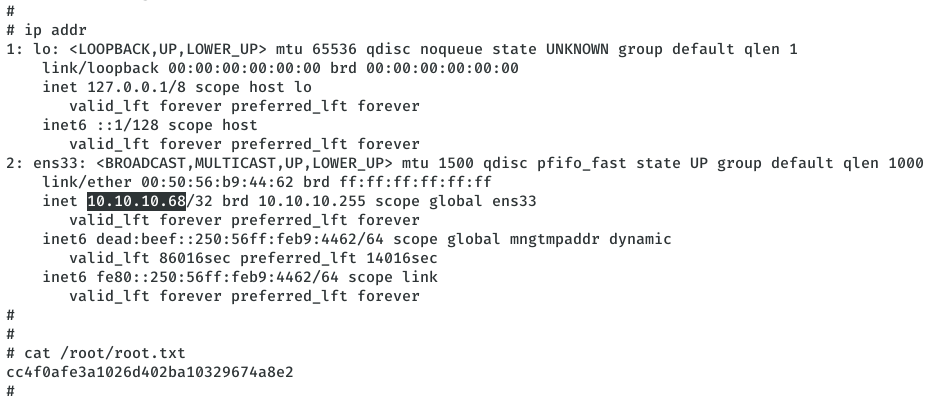 #
# ip addr
1: lo: <LOOPBACK,UP,LOWER_UP> mtu 65536 qdisc noqueue state UNKNOWN group default qlen 1
    link/loopback 00:00:00:00:00:00 brd 00:00:00:00:00:00
    inet 127.0.0.1/8 scope host lo
       valid_lft forever preferred_lft forever
    inet6 ::1/128 scope host
       valid_lft forever preferred_lft forever
2: ens33: <BROADCAST,MULTICAST,UP,LOWER_UP> mtu 1500 qdisc pfifo_fast state UP group default qlen 1000
    link/ether 00:50:56:b9:44:62 brd ff:ff:ff:ff:ff:ff
    inet 10.10.10.68/32 brd 10.10.10.255 scope global ens33
       valid_lft forever preferred_lft forever
    inet6 dead:beef::250:56ff:feb9:4462/64 scope global mngtmpaddr dynamic
       valid_lft 86016sec preferred_lft 14016sec
    inet6 fe80::250:56ff:feb9:4462/64 scope link
       valid_lft forever preferred_lft forever
#
#
# cat /root/root.txt
cc4f0afe3a1026d402ba10329674a8e2
#